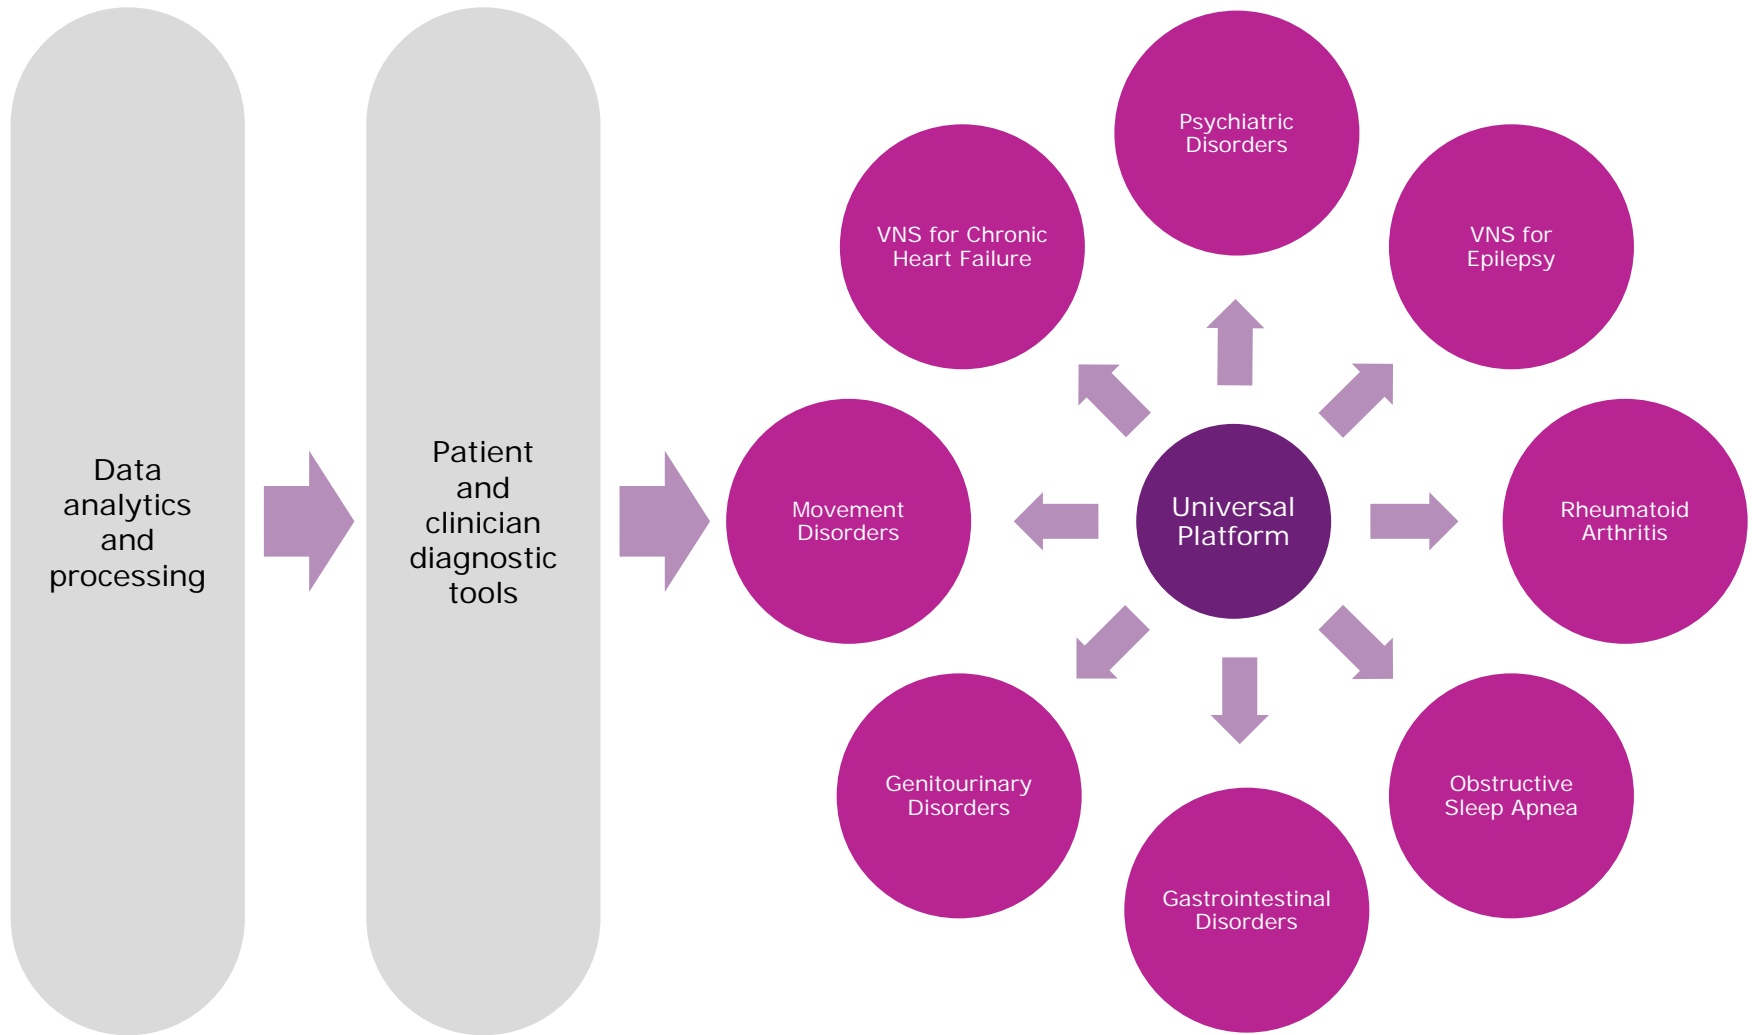 Data
analytics
and
processing
Patient
and
clinician
diagnostic
tools
Psychiatric
Disorders
VNS for Chronic
Heart Failure
VNS for
Epilepsy
Movement
Disorders
Universal
Platform
Rheumatoid
Arthritis
Genitourinary
Disorders
Obstructive
Sleep Apnea
Gastrointestinal
Disorders